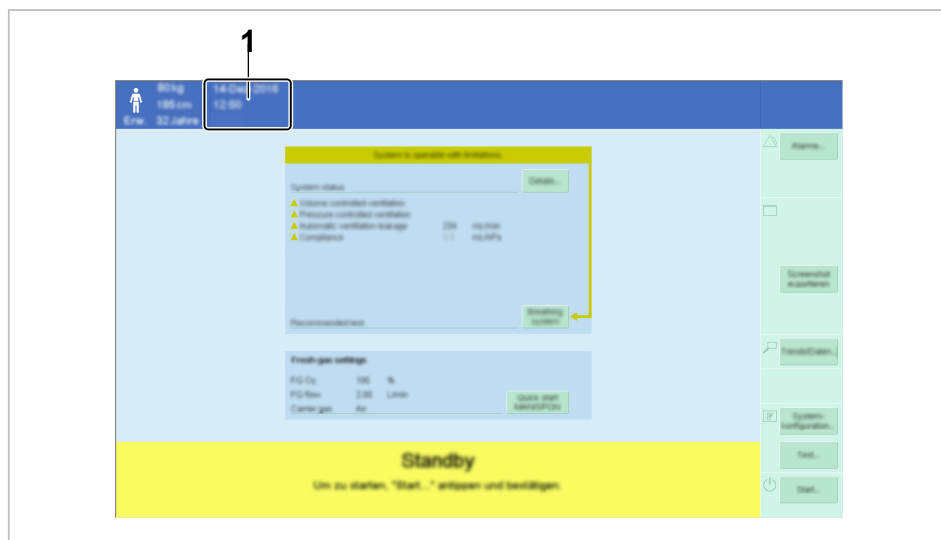 1
80 kg
185 cm
Erw. 32 Jahre
12:50
System is operable with limitations.
System status
Details...
Volume controlled ventilation
Pressure controlled ventilation
Automatic ventilation leakage 234 mL/min
Compliance mL/hPa
Recommended test
Breathing
system
Fresh-gas settings
FG O₂ 100 %
FG flow 2.00 L/min
Carrier gas Air
Quick start
MAN/SPON
Standby
Um zu starten, "Start..." antippen und bestätigen.
Alarme...
Screenshot
exportieren
Trends/Daten...
System-
konfiguration...
Test...
Start...